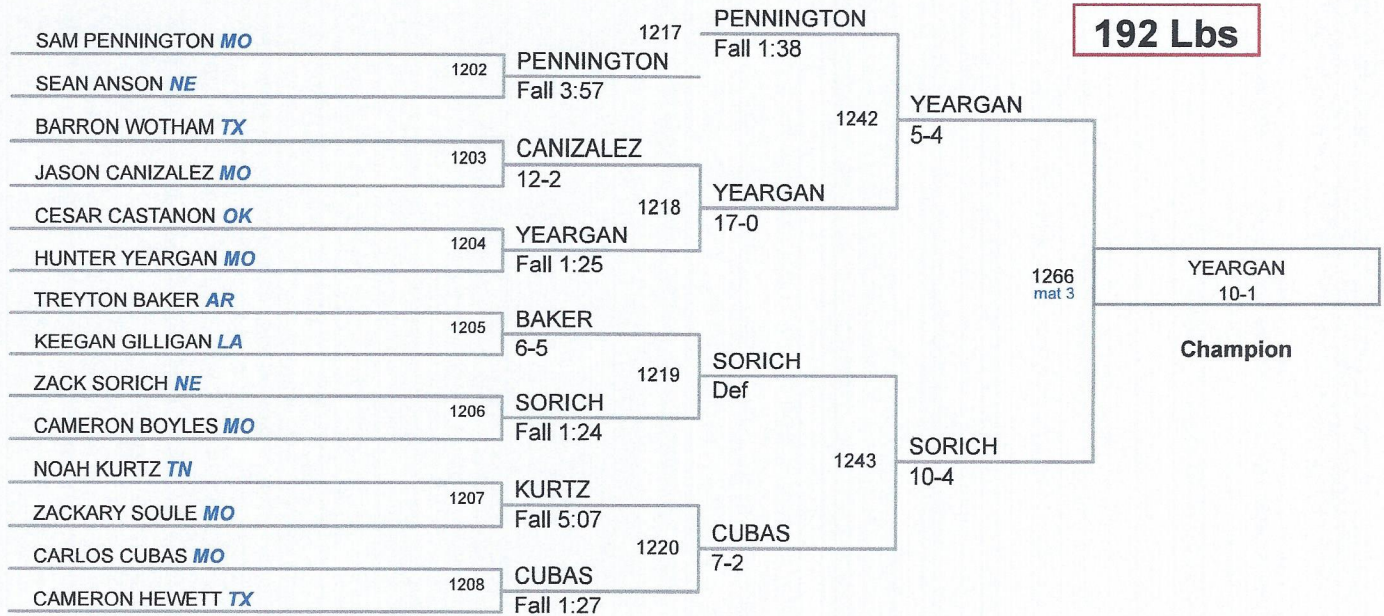 192 Lbs
SAM PENNINGTON MO
SEAN ANSON NE
BARRON WOTHAM TX
JASON CANIZALEZ MO
CESAR CASTANON OK
HUNTER YEARGAN MO
TREYTON BAKER AR
KEEGAN GILLIGAN LA
ZACK SORICH NE
CAMERON BOYLES MO
NOAH KURTZ TN
ZACKARY SOULE MO
CARLOS CUBAS MO
CAMERON HEWETT TX
1202
PENNINGTON
Fall 3:57
1203
CANIZALEZ
12-2
1204
YEARGAN
Fall 1:25
1205
BAKER
6-5
1206
SORICH
Fall 1:24
1207
KURTZ
Fall 5:07
1208
CUBAS
Fall 1:27
1217
PENNINGTON
Fall 1:38
1218
YEARGAN
17-0
1219
SORICH
Def
1220
CUBAS
7-2
1242
YEARGAN
5-4
1243
SORICH
10-4
1266
mat 3
YEARGAN
10-1
Champion